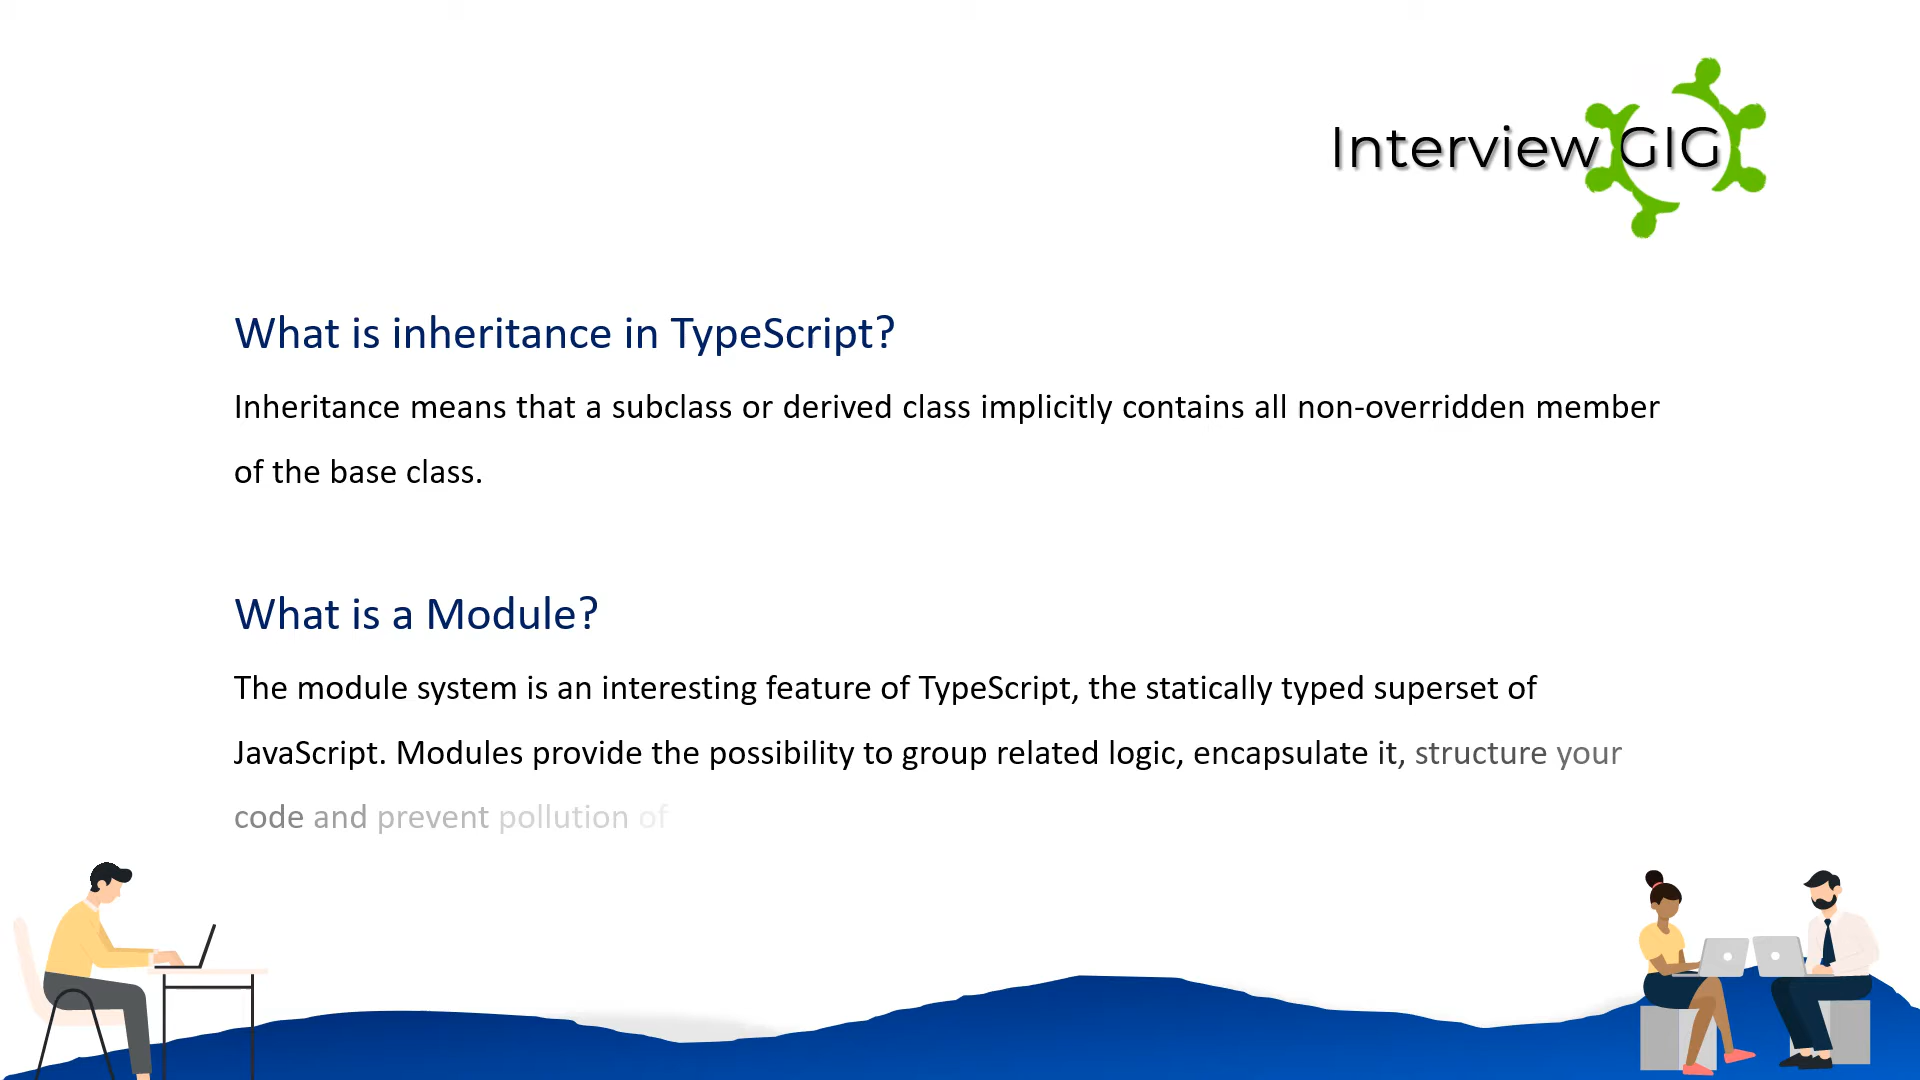 Interview GIG
What is inheritance in TypeScript?
Inheritance means that a subclass or derived class implicitly contains all non-overridden member
of the base class.
What is a Module?
The module system is an interesting feature of TypeScript, the statically typed superset of
JavaScript. Modules provide the possibility to group related logic, encapsulate it, structure your
code and prevent pollution of